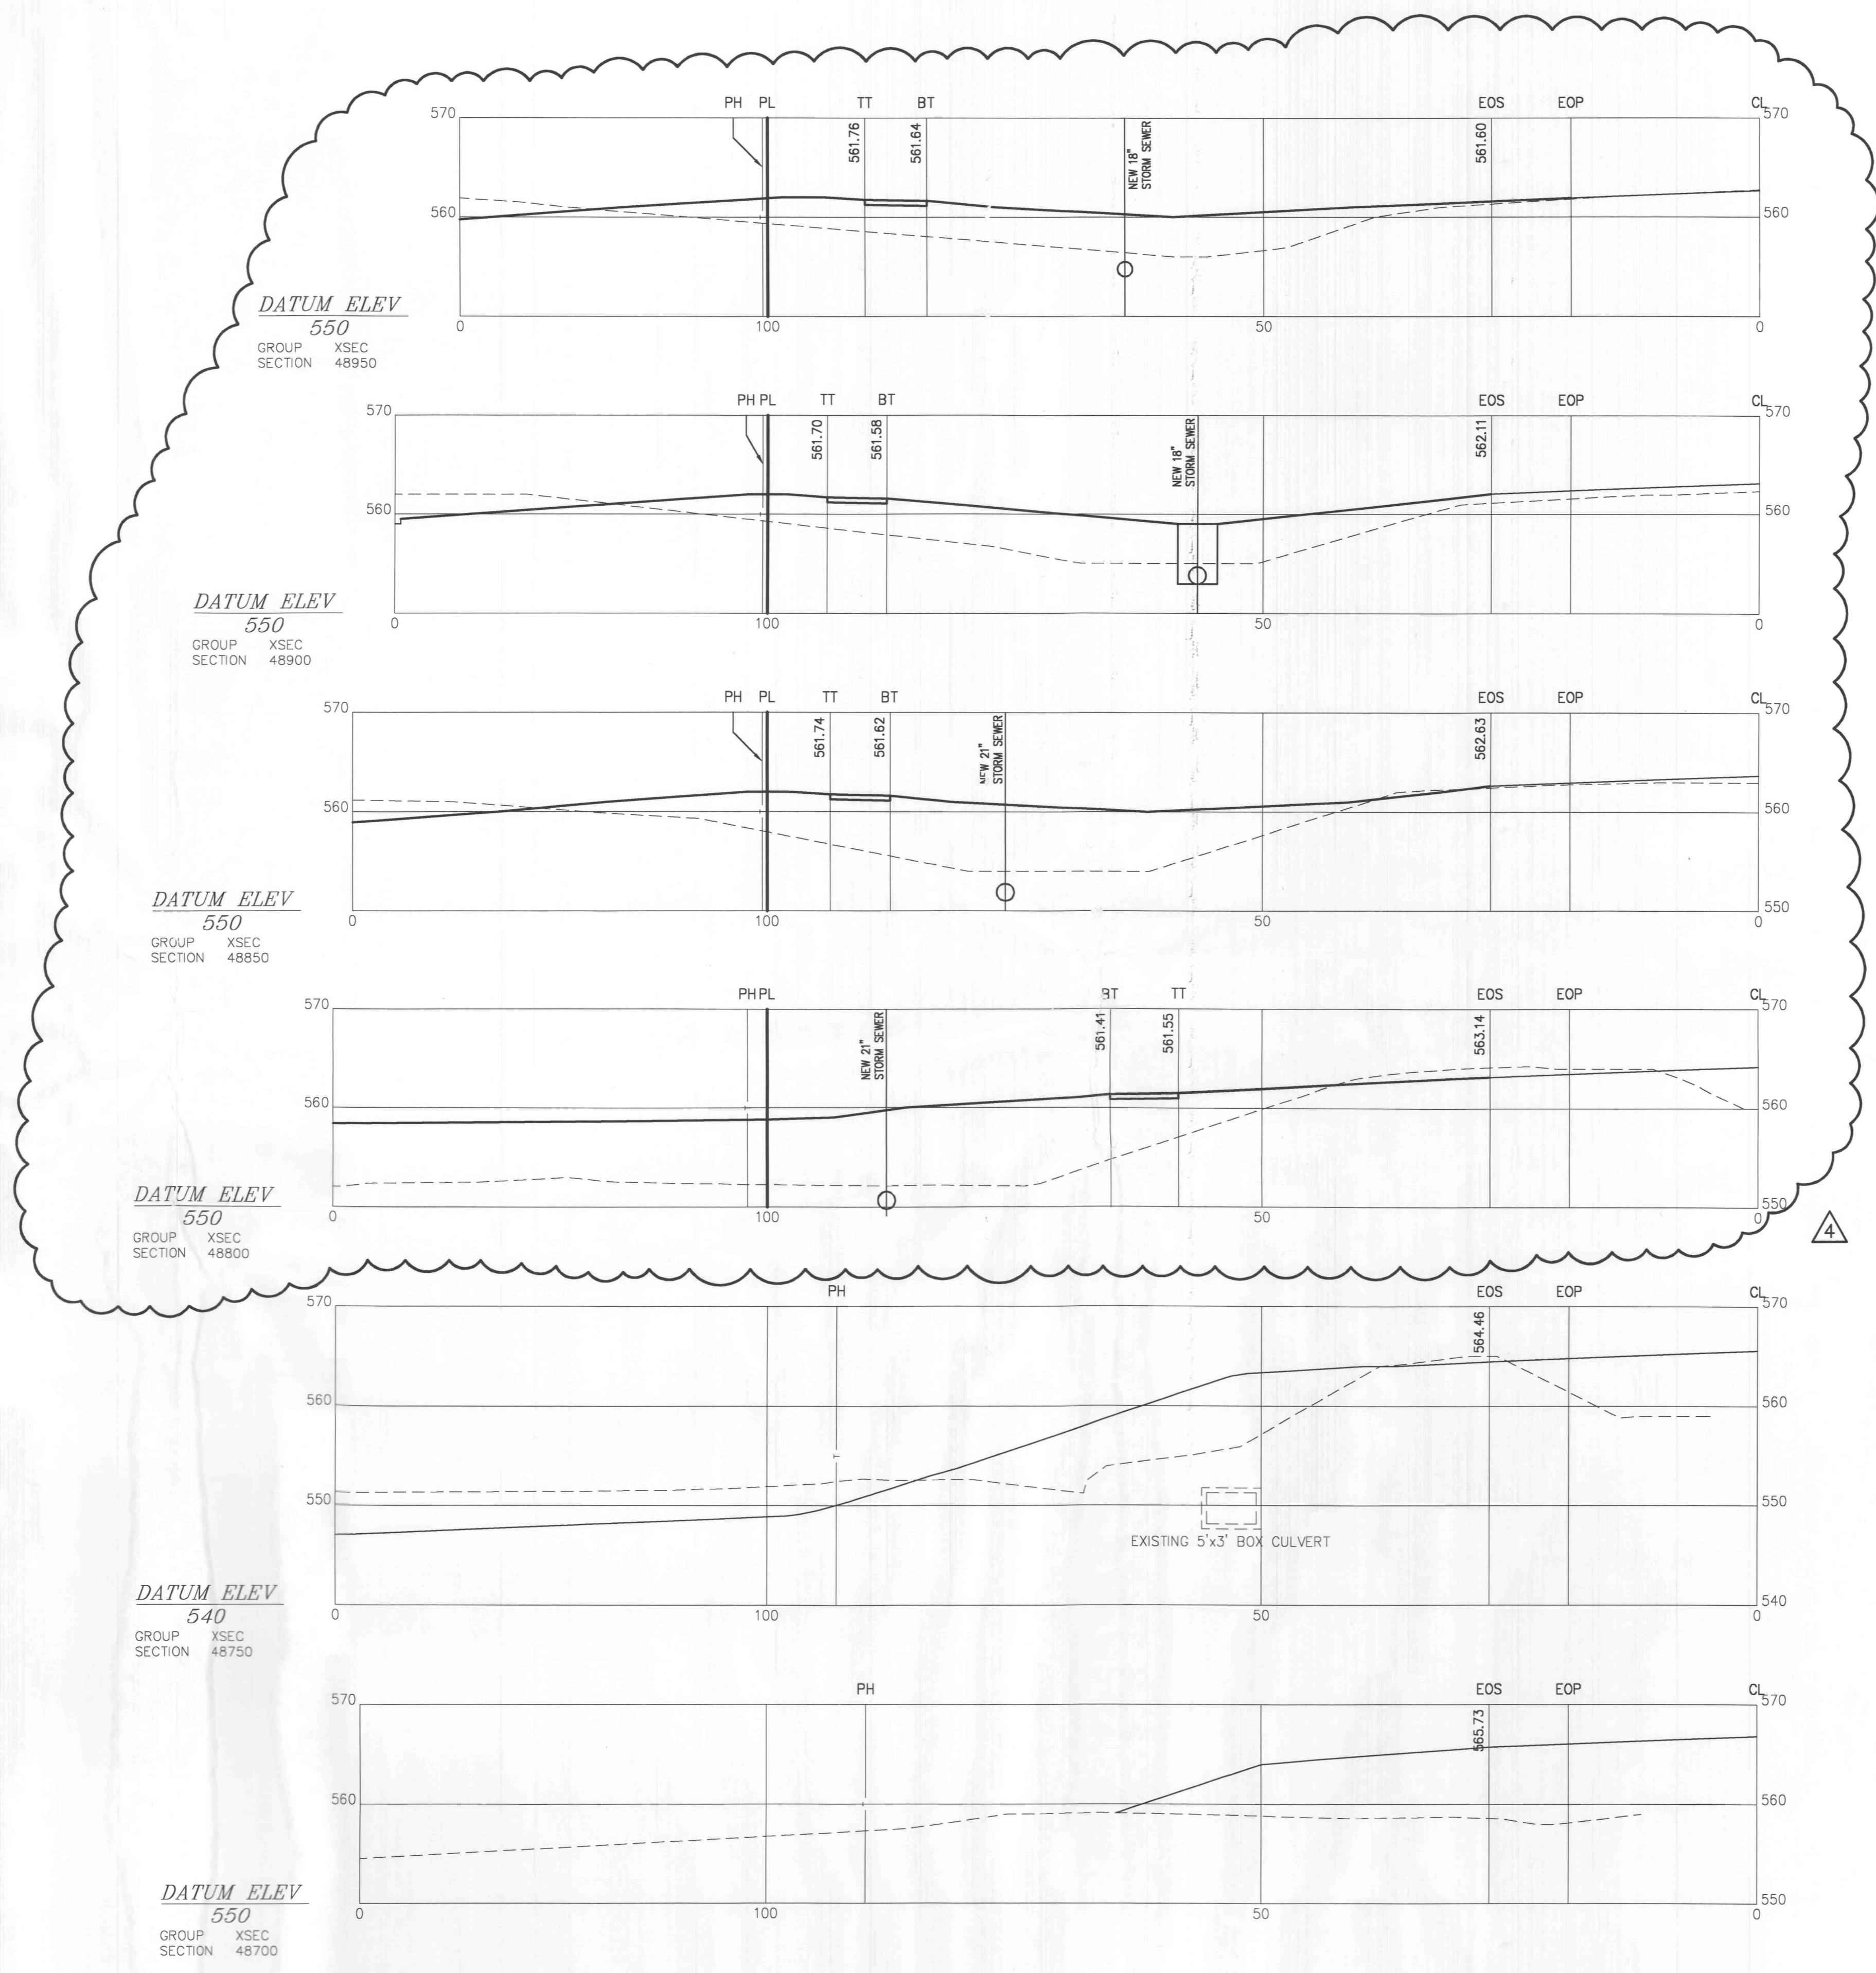 PH PL TT BT EOS EOP CL
570 570
561.76 561.64 NEW 18" STORM SEWER 561.60
560 560
DATUM ELEV
550
0 100 50 0
GROUP XSEC
SECTION 48950
PH PL TT BT EOS EOP CL
570 570
561.70 561.58 NEW 18" STORM SEWER 562.11
560 560
DATUM ELEV
550
0 100 50 0
GROUP XSEC
SECTION 48900
PH PL TT BT EOS EOP CL
570 570
561.74 561.62 NEW 21" STORM SEWER 562.63
560 560
DATUM ELEV
550 550
0 100 50 0
GROUP XSEC
SECTION 48850
PH PL BT TT EOS EOP CL
570 570
NEW 21" STORM SEWER 561.41 561.55 563.14
560 560
DATUM ELEV
550 550
0 100 50 0
4
GROUP XSEC
SECTION 48800
PH EOS EOP CL
570 570
564.46
560 560
550 550
EXISTING 5'x3' BOX CULVERT
DATUM ELEV
540 540
0 100 50 0
GROUP XSEC
SECTION 48750
PH EOS EOP CL
570 570
565.73
560 560
DATUM ELEV
550 550
0 100 50 0
GROUP XSEC
SECTION 48700